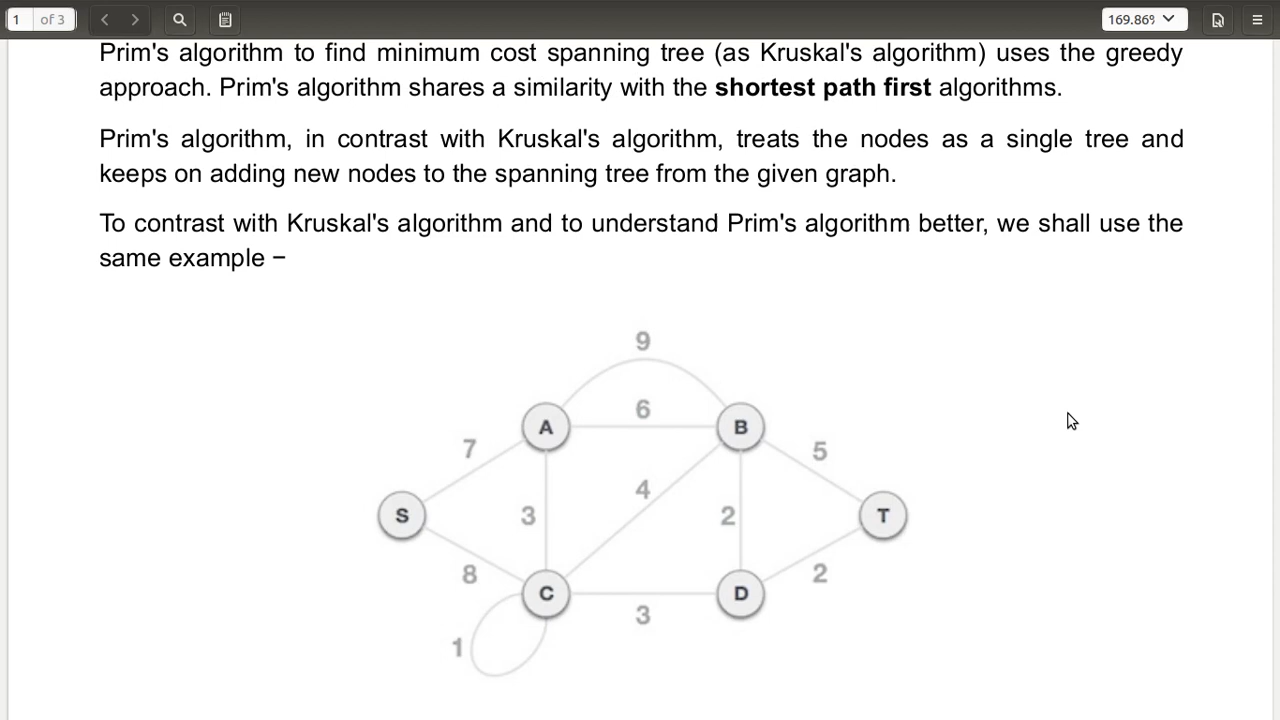 1 of 3
169.86%
Prim's algorithm to find minimum cost spanning tree (as Kruskal's algorithm) uses the greedy
approach. Prim's algorithm shares a similarity with the shortest path first algorithms.
Prim's algorithm, in contrast with Kruskal's algorithm, treats the nodes as a single tree and
keeps on adding new nodes to the spanning tree from the given graph.
To contrast with Kruskal's algorithm and to understand Prim's algorithm better, we shall use the
same example −
9
6
A
B
7
5
4
S
3
2
T
8
2
C
D
3
1